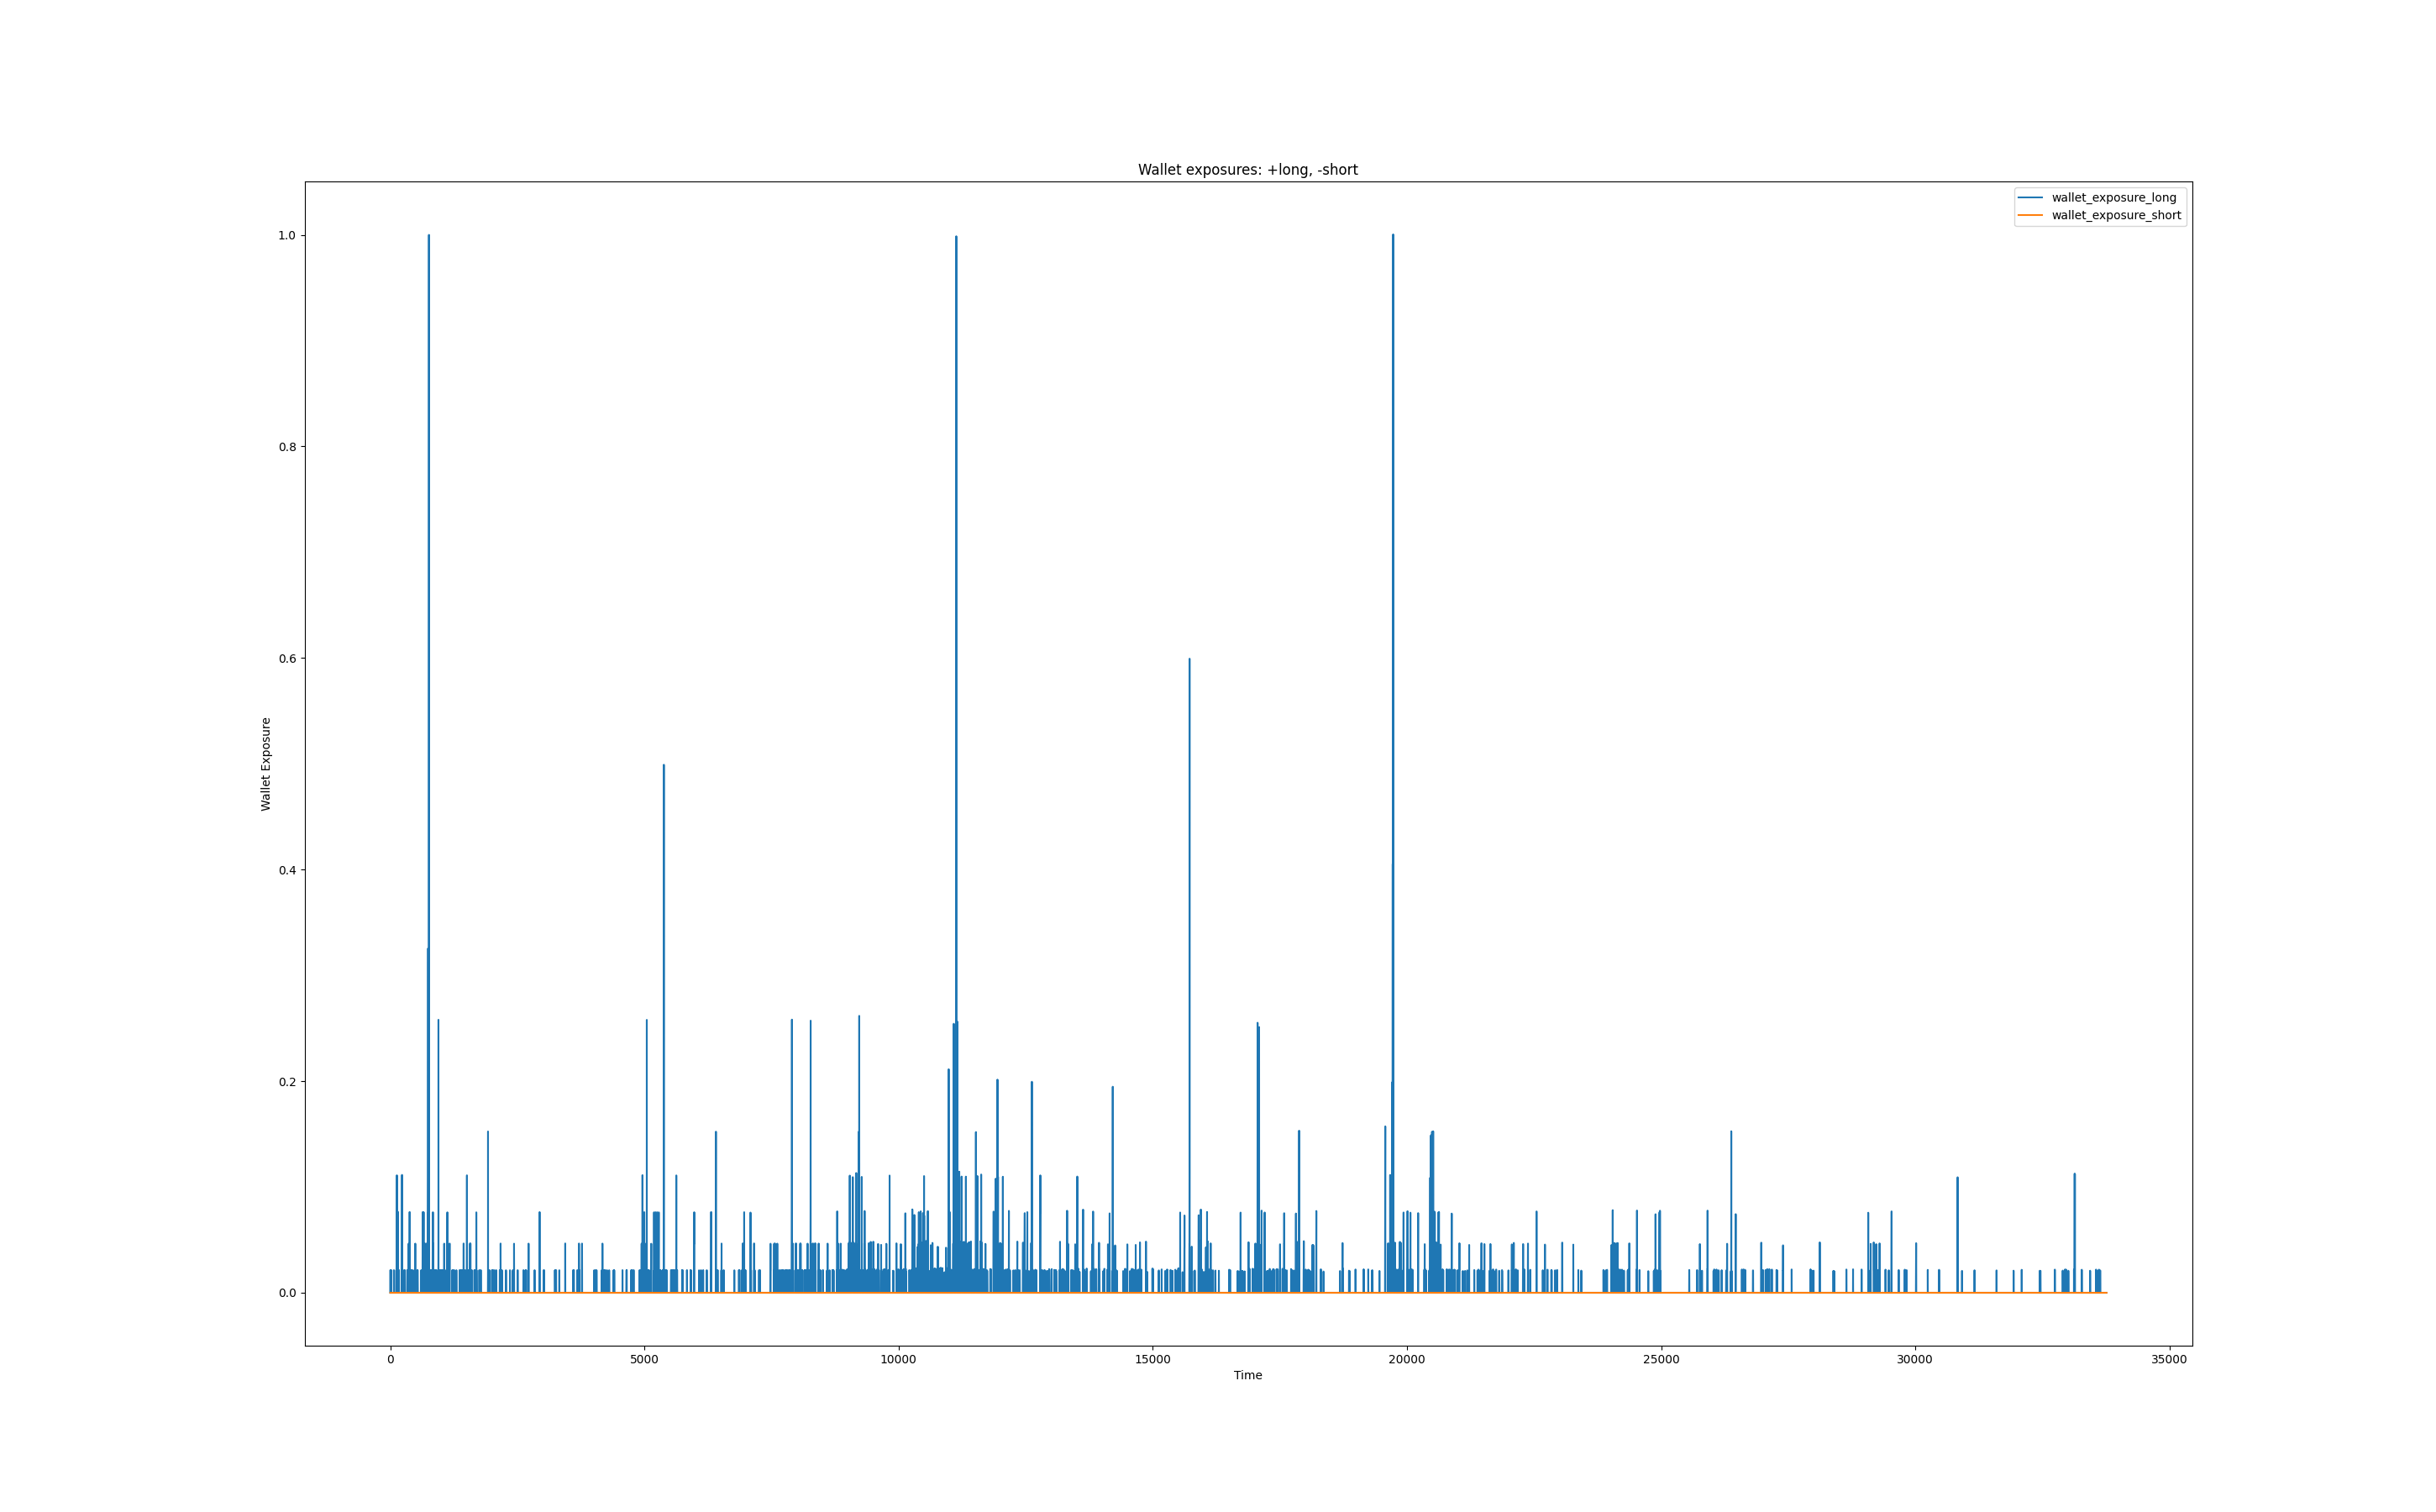 Wallet exposures: +long, -short
wallet_exposure_long
wallet_exposure_short
1.0
0.8
0.6
0.4
0.2
0.0
Wallet Exposure
0 5000 10000 15000 20000 25000 30000 35000
Time